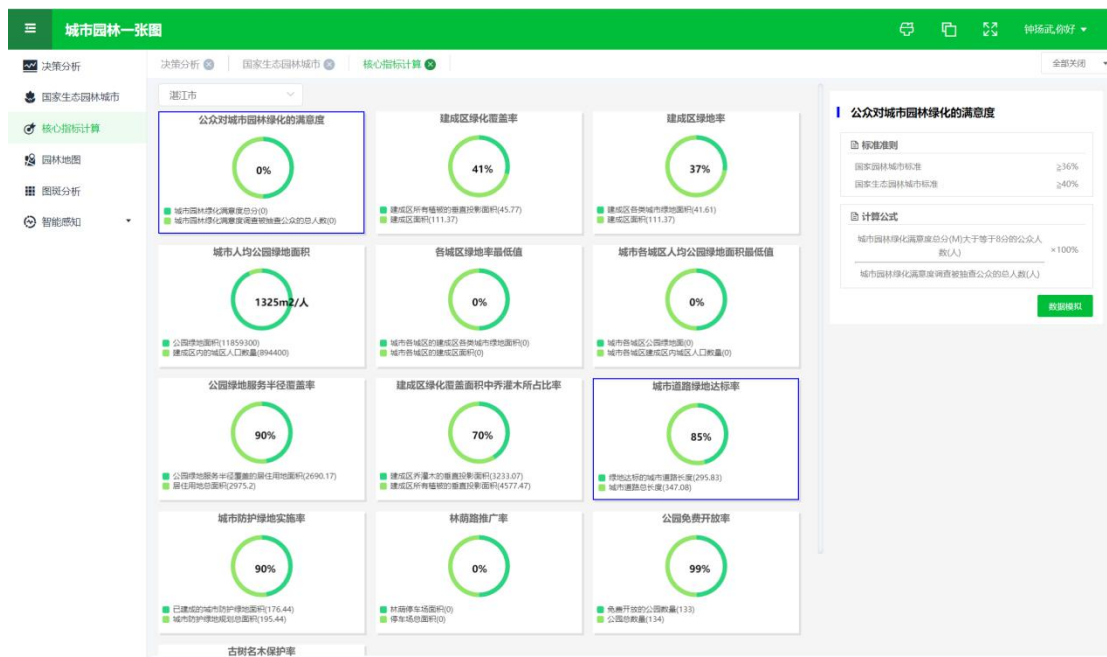 城市园林一张图
钟扬武,你好
决策分析
国家生态园林城市
核心指标计算
园林地图
图斑分析
智能感知
决策分析
国家生态园林城市
核心指标计算
全部关闭
湛江市
公众对城市园林绿化的满意度
0%
城市园林绿化满意度总分(0)
城市园林绿化满意度调查被抽查公众的总人数(0)
建成区绿化覆盖率
41%
建成区所有植被的垂直投影面积(45.77)
建成区面积(111.37)
建成区绿地率
37%
建成区各类城市绿地面积(41.61)
建成区面积(111.37)
城市人均公园绿地面积
1325m2/人
公园绿地面积(11859300)
建成区内的城区人口数量(894400)
各城区绿地率最低值
0%
城市各城区的建成区各类城市绿地面积(0)
城市各城区的建成区面积(0)
城市各城区人均公园绿地面积最低值
0%
城市各城区公园绿地面(0)
城市各城区建成区内城区人口数量(0)
公园绿地服务半径覆盖率
90%
公园绿地服务半径覆盖的居住用地面积(2690.17)
居住用地总面积(2975.2)
建成区绿化覆盖面积中乔灌木所占比率
70%
建成区乔灌木的垂直投影面积(3233.07)
建成区所有植被的垂直投影面积(4577.47)
城市道路绿地达标率
85%
绿地达标的城市道路长度(295.83)
城市道路总长度(347.08)
城市防护绿地实施率
90%
已建成的城市防护绿地面积(176.44)
城市防护绿地规划总面积(195.44)
林荫路推广率
0%
林荫停车场面积(0)
停车场总面积(0)
公园免费开放率
99%
免费开放的公园数量(133)
公园总数量(134)
古树名木保护率
公众对城市园林绿化的满意度
标准准则
国家园林城市标准 ≥36%
国家生态园林城市标准 ≥40%
计算公式
城市园林绿化满意度总分(M)大于等于8分的公众人
数(人)
×100%
城市园林绿化满意度调查被抽查公众的总人数(人)
数据模拟